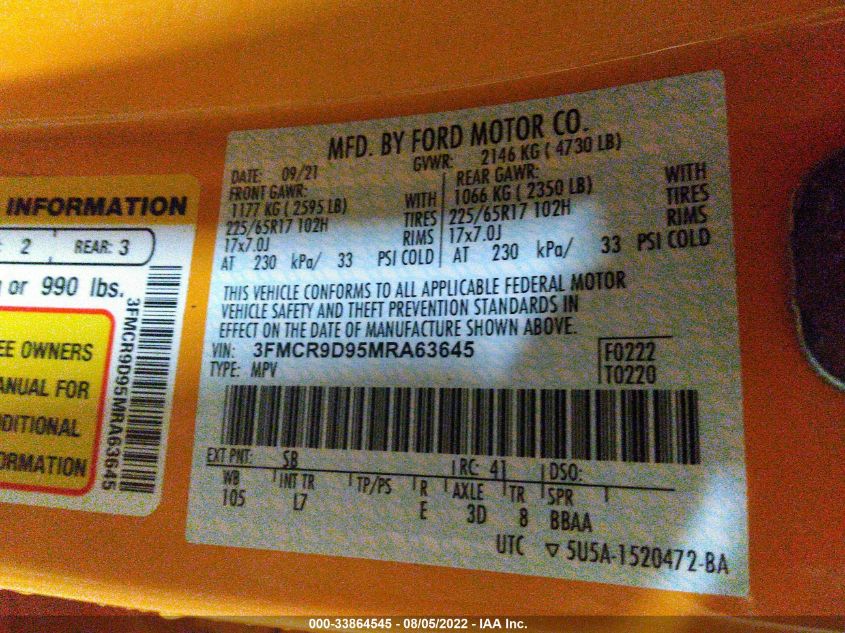 INFORMATION
2 REAR: 3
or 990 lbs.
EE OWNERS
ANUAL FOR
DITIONAL
ORMATION
3FMCR9D95MRA63645
MFD. BY FORD MOTOR CO.
DATE: 09/21 GVWR: 2146 KG ( 4730 LB)
FRONT GAWR: REAR GAWR:
1177 KG ( 2595 LB) WITH 1066 KG ( 2350 LB) WITH
225/65R17 102H TIRES 225/65R17 102H TIRES
17x7.0J RIMS 17x7.0J RIMS
AT 230 kPa/ 33 PSI COLD AT 230 kPa/ 33 PSI COLD
THIS VEHICLE CONFORMS TO ALL APPLICABLE FEDERAL MOTOR
VEHICLE SAFETY AND THEFT PREVENTION STANDARDS IN
EFFECT ON THE DATE OF MANUFACTURE SHOWN ABOVE.
VIN: 3FMCR9D95MRA63645 F0222
TYPE: MPV T0220
EXT PNT: SB RC: 41 DSO:
WB INT TR TP/PS R AXLE TR SPR
105 L7 E 3D 8 BBAA
UTC ▽ 5U5A-1520472-BA
000-33864545 - 08/05/2022 - IAA Inc.